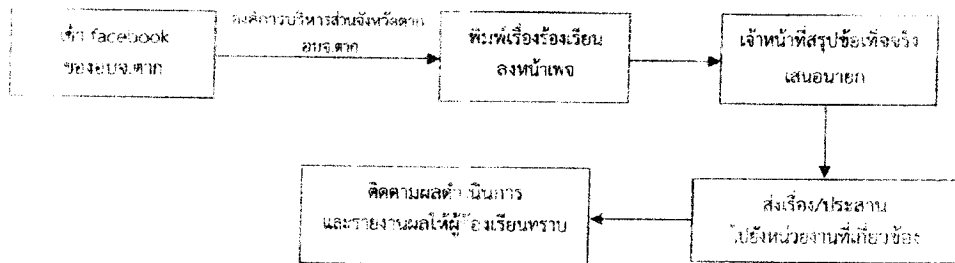 เข้า facebook
ของอบจ.ตาก
องค์การบริหารส่วนจังหวัดตาก
อบจ.ตาก
พิมพ์เรื่องร้องเรียน
ลงหน้าเพจ
เจ้าหน้าที่สรุปข้อเท็จจริง
เสนอนายก
ส่งเรื่อง/ประสาน
ไปยังหน่วยงานที่เกี่ยวข้อง
ติดตามผลดำเนินการ
และรายงานผลให้ผู้ร้องเรียนทราบ